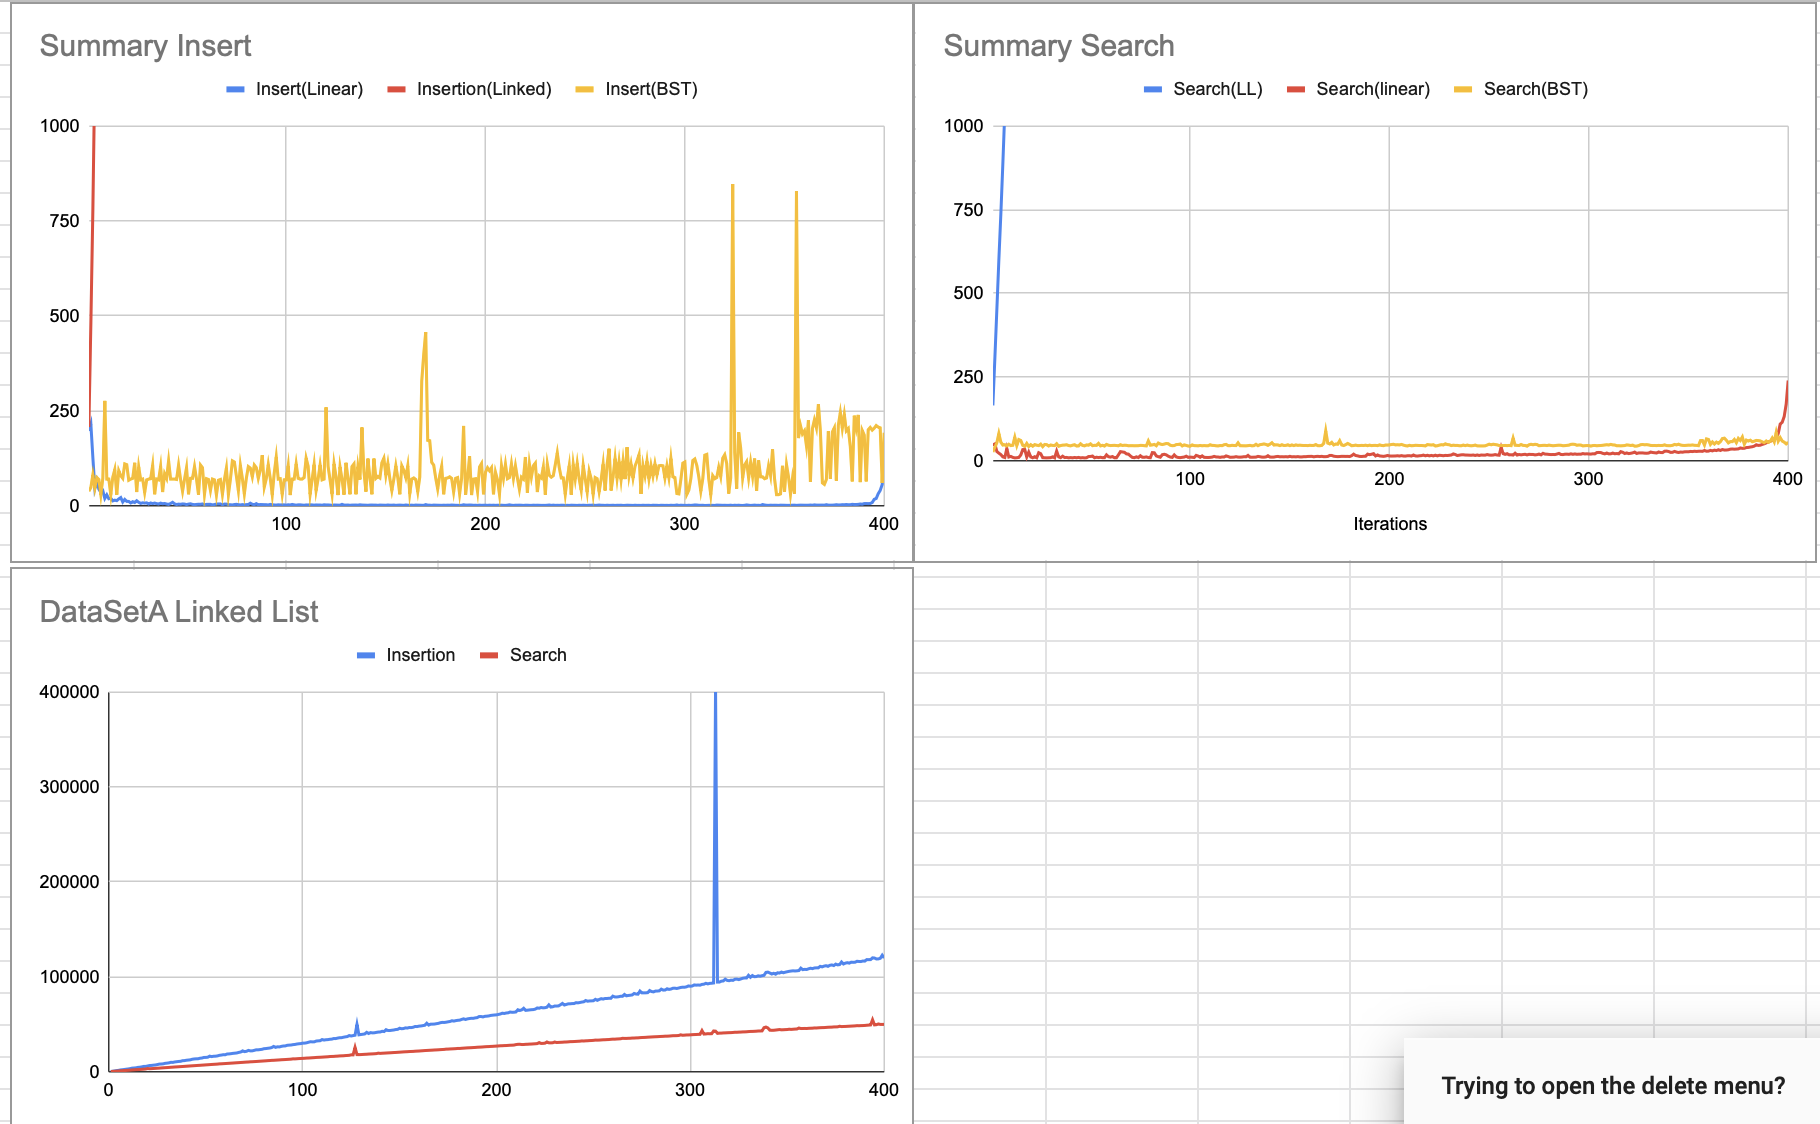 Summary Insert
Insert(Linear) Insertion(Linked) Insert(BST)
1000
750
500
250
0
100 200 300 400
Summary Search
Search(LL) Search(linear) Search(BST)
1000
750
500
250
0
100 200 300 400
Iterations
DataSetA Linked List
Insertion Search
400000
300000
200000
100000
0
0 100 200 300 400
Trying to open the delete menu?